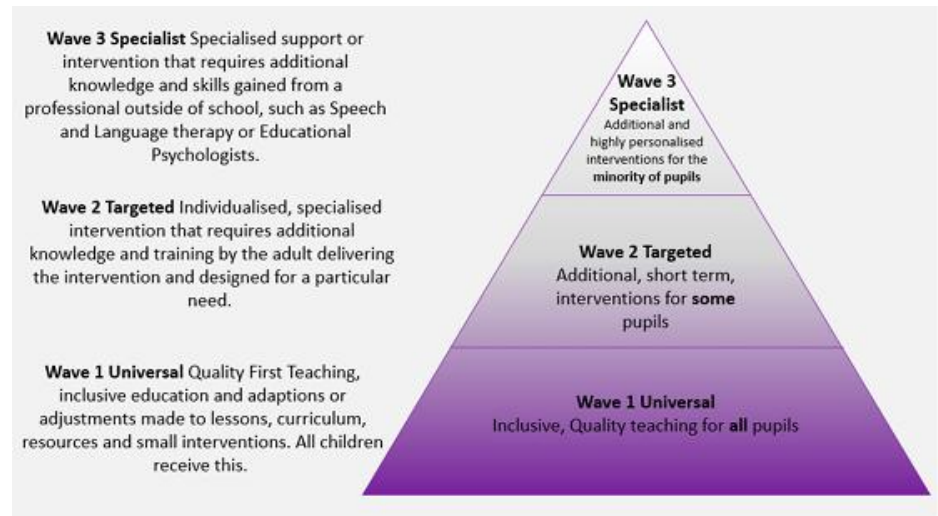 Wave 3 Specialist Specialised support or
intervention that requires additional
knowledge and skills gained from a
professional outside of school, such as Speech
and Language therapy or Educational
Psychologists.
Wave 2 Targeted Individualised, specialised
intervention that requires additional
knowledge and training by the adult delivering
the intervention and designed for a particular
need.
Wave 1 Universal Quality First Teaching,
inclusive education and adaptions or
adjustments made to lessons, curriculum,
resources and small interventions. All children
receive this.
Wave 3
Specialist
Additional and
highly personalised
interventions for the
minority of pupils
Wave 2 Targeted
Additional, short term,
interventions for some
pupils
Wave 1 Universal
Inclusive, Quality teaching for all pupils